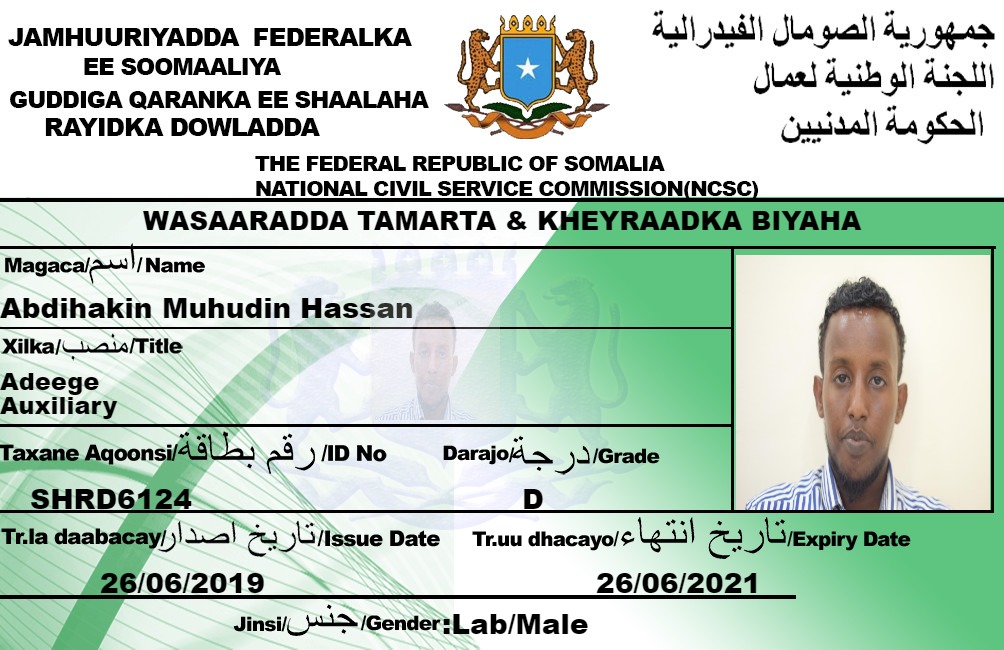 JAMHUURIYADDA FEDERALKA
EE SOOMAALIYA
GUDDIGA QARANKA EE SHAALAHA
RAYIDKA DOWLADDA
جمهورية الصومال الفيدرالية
اللجنة الوطنية لعمال
الحكومة المدنيين
THE FEDERAL REPUBLIC OF SOMALIA
NATIONAL CIVIL SERVICE COMMISSION(NCSC)
WASAARADDA TAMARTA & KHEYRAADKA BIYAHA
Magaca/اسم/Name
Abdihakin Muhudin Hassan
Xilka/منصب/Title
Adeege
Auxiliary
Taxane Aqoonsi/رقم بطاقة/ID No
SHRD6124
Darajo/درجة/Grade
D
Tr.la daabacay/تاريخ اصدار/Issue Date
26/06/2019
Tr.uu dhacayo/تاريخ انتهاء/Expiry Date
26/06/2021
Jinsi/جنس/Gender:Lab/Male